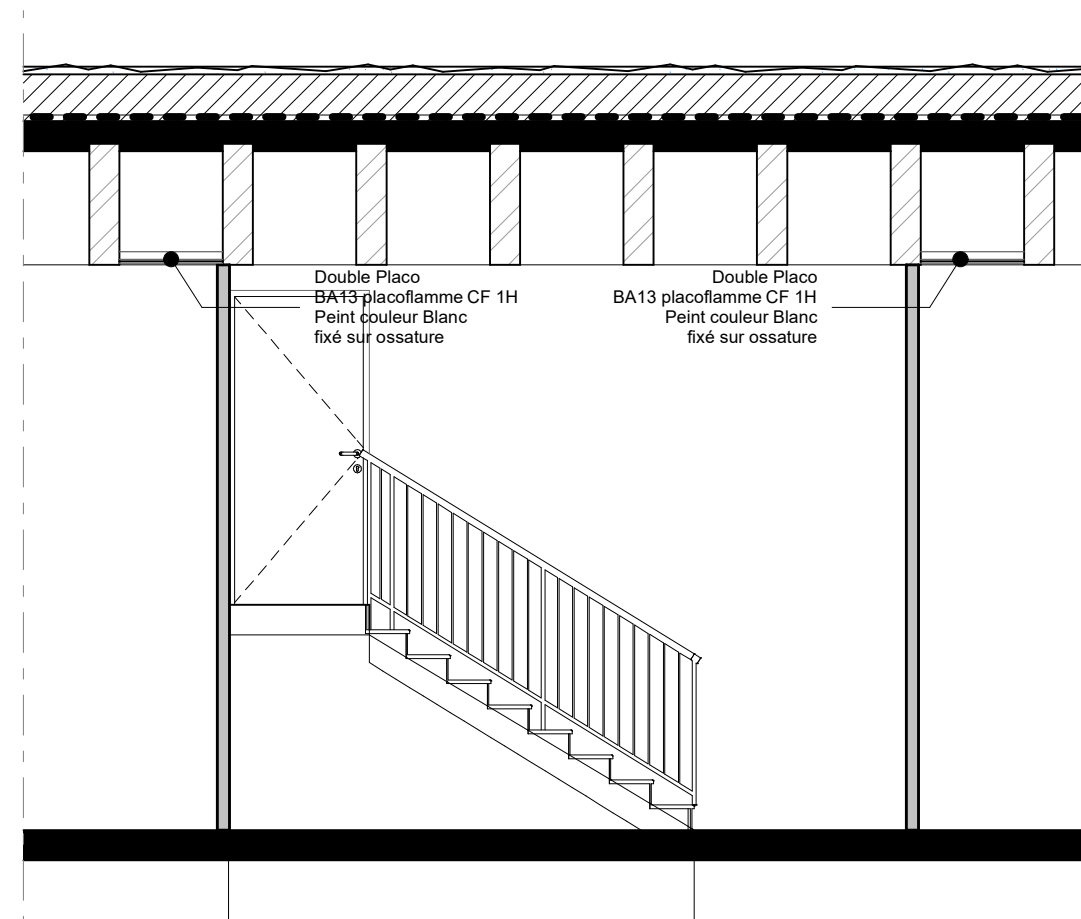 Double Placo
BA13 placoflamme CF 1H
Peint couleur Blanc
fixé sur ossature
Double Placo
BA13 placoflamme CF 1H
Peint couleur Blanc
fixé sur ossature